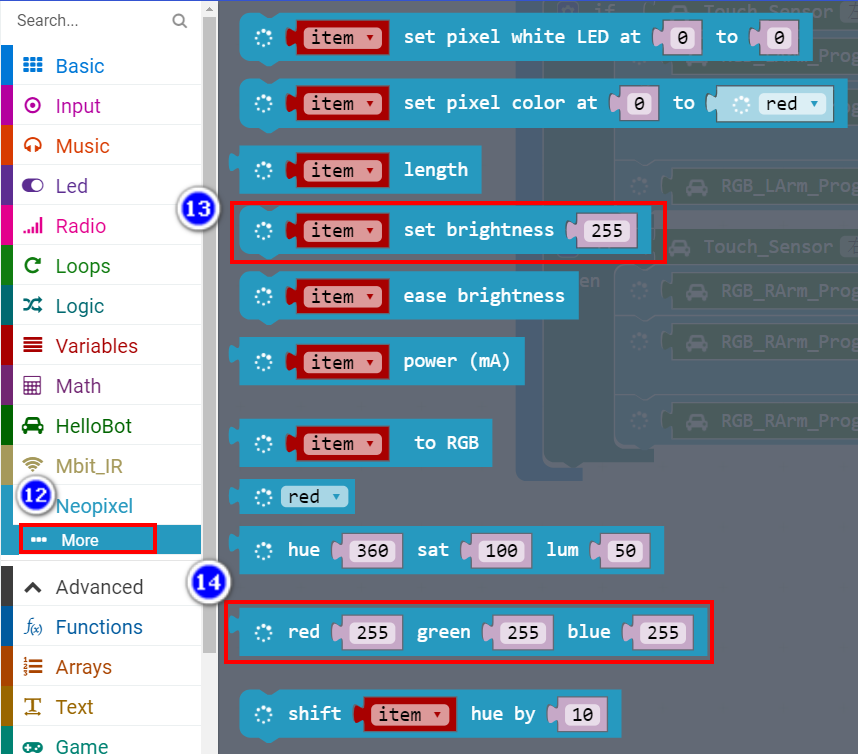 Search...
Basic
Input
Music
Led
Radio
Loops
Logic
Variables
Math
HelloBot
Mbit_IR
Neopixel
More
Advanced
Functions
Arrays
Text
Game
12
13
14
item set pixel white LED at 0 to 0
item set pixel color at 0 to red
item length
item set brightness 255
item ease brightness
item power (mA)
item to RGB
red
hue 360 sat 100 lum 50
red 255 green 255 blue 255
shift item hue by 10
if Touch_Sensor
RGB_LArm_Prog
Touch_Sensor
RGB_RArm_Prog
RGB_RArm_Prog
RGB_RArm_Prog